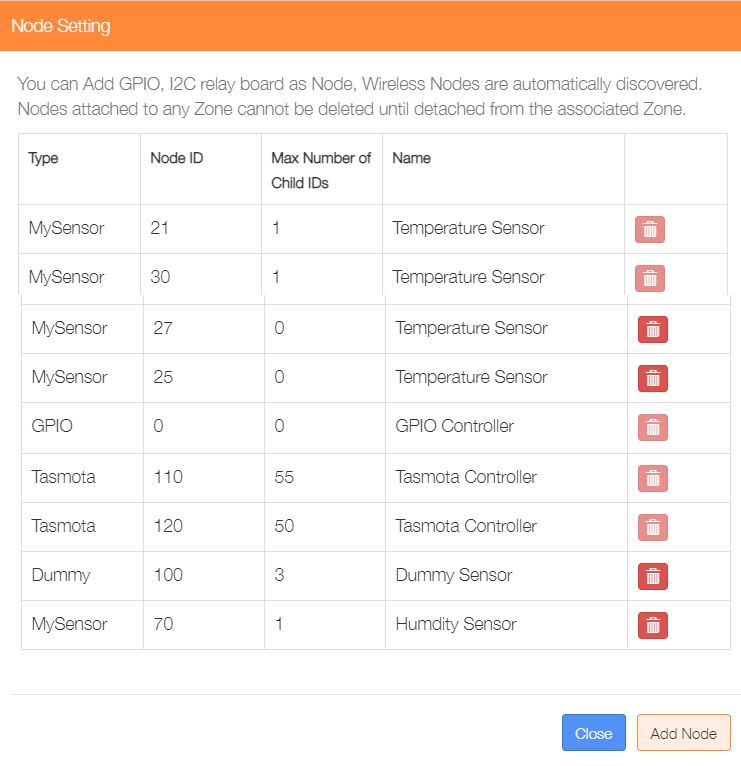 Node Setting
You can Add GPIO, I2C relay board as Node, Wireless Nodes are automatically discovered.
Nodes attached to any Zone cannot be deleted until detached from the associated Zone.
Type Node ID Max Number of Child IDs Name
MySensor 21 1 Temperature Sensor
MySensor 30 1 Temperature Sensor
MySensor 27 0 Temperature Sensor
MySensor 25 0 Temperature Sensor
GPIO 0 0 GPIO Controller
Tasmota 110 55 Tasmota Controller
Tasmota 120 50 Tasmota Controller
Dummy 100 3 Dummy Sensor
MySensor 70 1 Humdity Sensor
Close Add Node